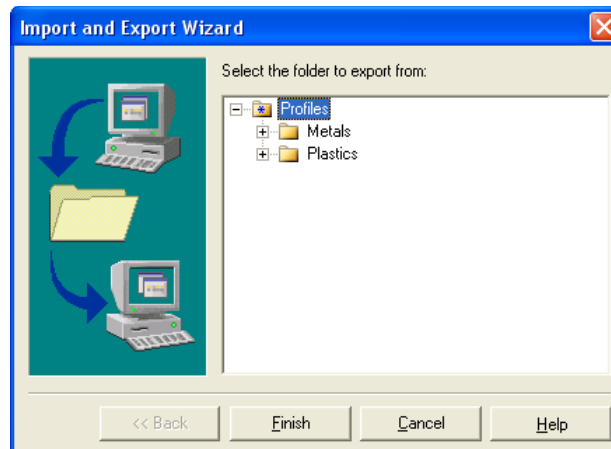 Import and Export Wizard
Select the folder to export from:
Profiles
Metals
Plastics
<< Back
Finish
Cancel
Help